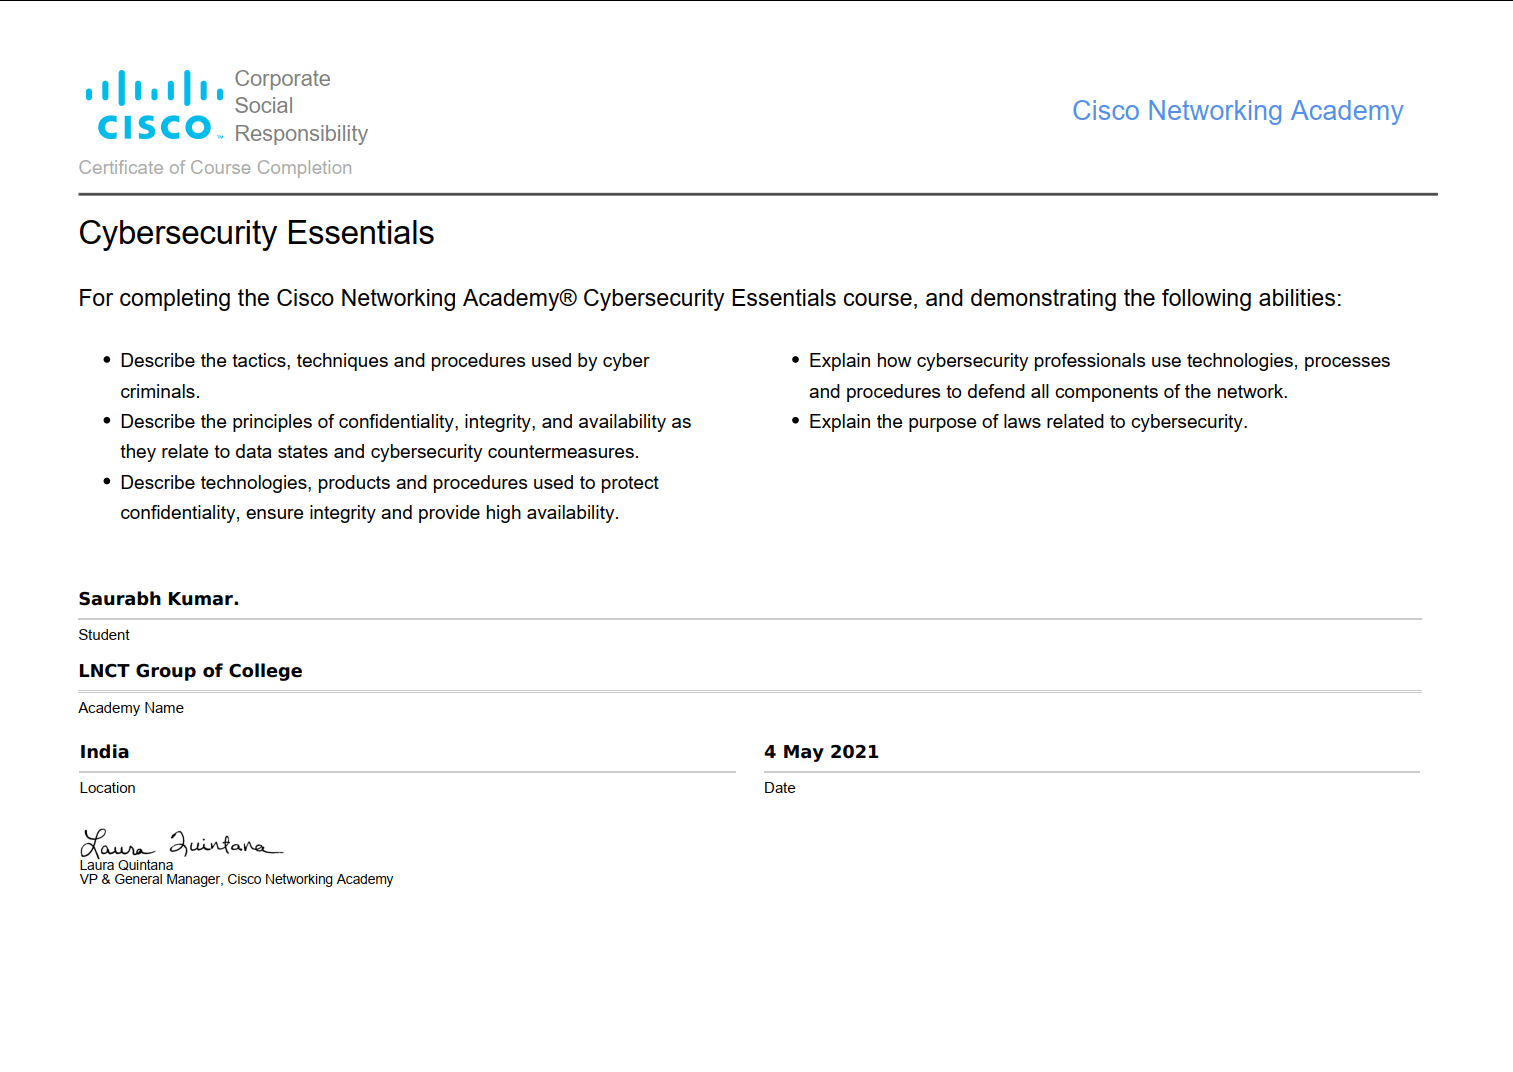 CISCO™
Corporate
Social
Responsibility
Cisco Networking Academy
Certificate of Course Completion
Cybersecurity Essentials
For completing the Cisco Networking Academy® Cybersecurity Essentials course, and demonstrating the following abilities:
• Describe the tactics, techniques and procedures used by cyber
criminals.
• Describe the principles of confidentiality, integrity, and availability as
they relate to data states and cybersecurity countermeasures.
• Describe technologies, products and procedures used to protect
confidentiality, ensure integrity and provide high availability.
• Explain how cybersecurity professionals use technologies, processes
and procedures to defend all components of the network.
• Explain the purpose of laws related to cybersecurity.
Saurabh Kumar.
Student
LNCT Group of College
Academy Name
India
Location
4 May 2021
Date
Laura Quintana
Laura Quintana
VP & General Manager, Cisco Networking Academy